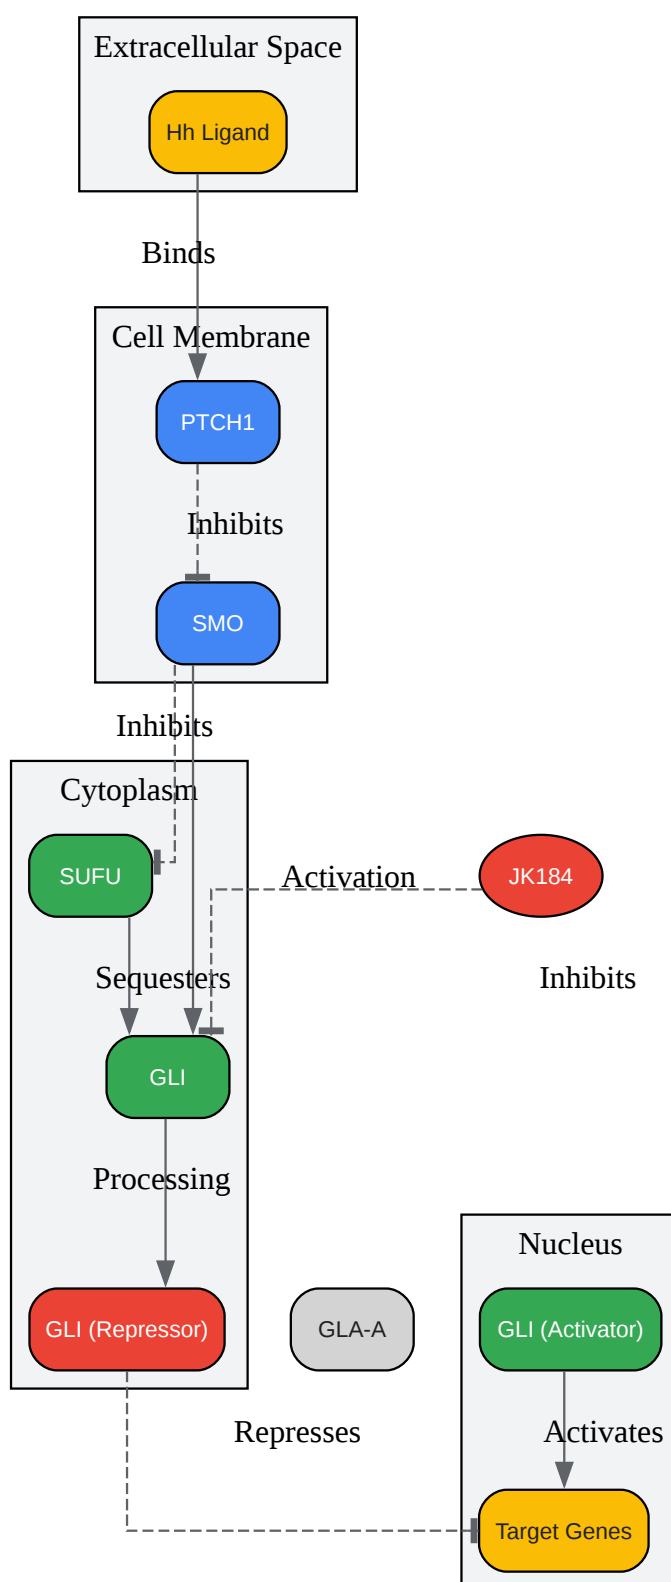 Extracellular Space
Hh Ligand
Binds
Cell Membrane
PTCH1
Inhibits
SMO
Inhibits
Cytoplasm
SUFU
Activation
JK184
Sequesters
Inhibits
GLI
Processing
Nucleus
GLI (Repressor)
GLA-A
GLI (Activator)
Represses
Activates
Target Genes